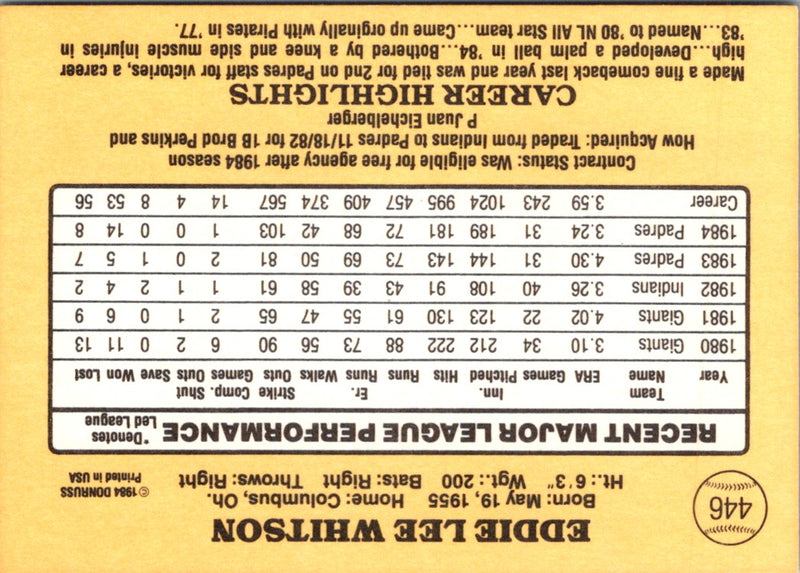 446
EDDIE LEE WHITSON
Born: May 19, 1955 Home: Columbus, Oh.
Ht.: 6'3" Wgt.: 200 Bats: Right Throws: Right
©1984 DONRUSS
Printed in USA
RECENT MAJOR LEAGUE PERFORMANCE
*Denotes
Led League
Team Inn. Er. Strike Comp. Shut
Year Name ERA Games Pitched Hits Runs Runs Walks Outs Games Outs Save Won Lost
1980 Giants 3.10 34 212 222 88 73 56 90 6 2 0 11 13
1981 Giants 4.02 22 123 130 61 55 47 65 2 1 0 6 9
1982 Indians 3.26 40 108 91 43 39 58 61 1 1 2 4 2
1983 Padres 4.30 31 144 143 73 69 50 81 2 0 1 5 7
1984 Padres 3.24 31 189 181 72 68 42 103 1 0 0 14 8
Career 3.59 243 1024 995 457 409 374 567 14 4 8 53 56
Contract Status: Was eligible for free agency after 1984 season
How Acquired: Traded from Indians to Padres 11/18/82 for 1B Brod Perkins and
P Juan Eichelberger
CAREER HIGHLIGHTS
Made a fine comeback last year and was tied for 2nd on Padres staff for victories, a career
high...Developed a palm ball in '84...Bothered by a knee and side muscle injuries in
'83...Named to '80 NL All Star team...Came up orginally with Pirates in '77.